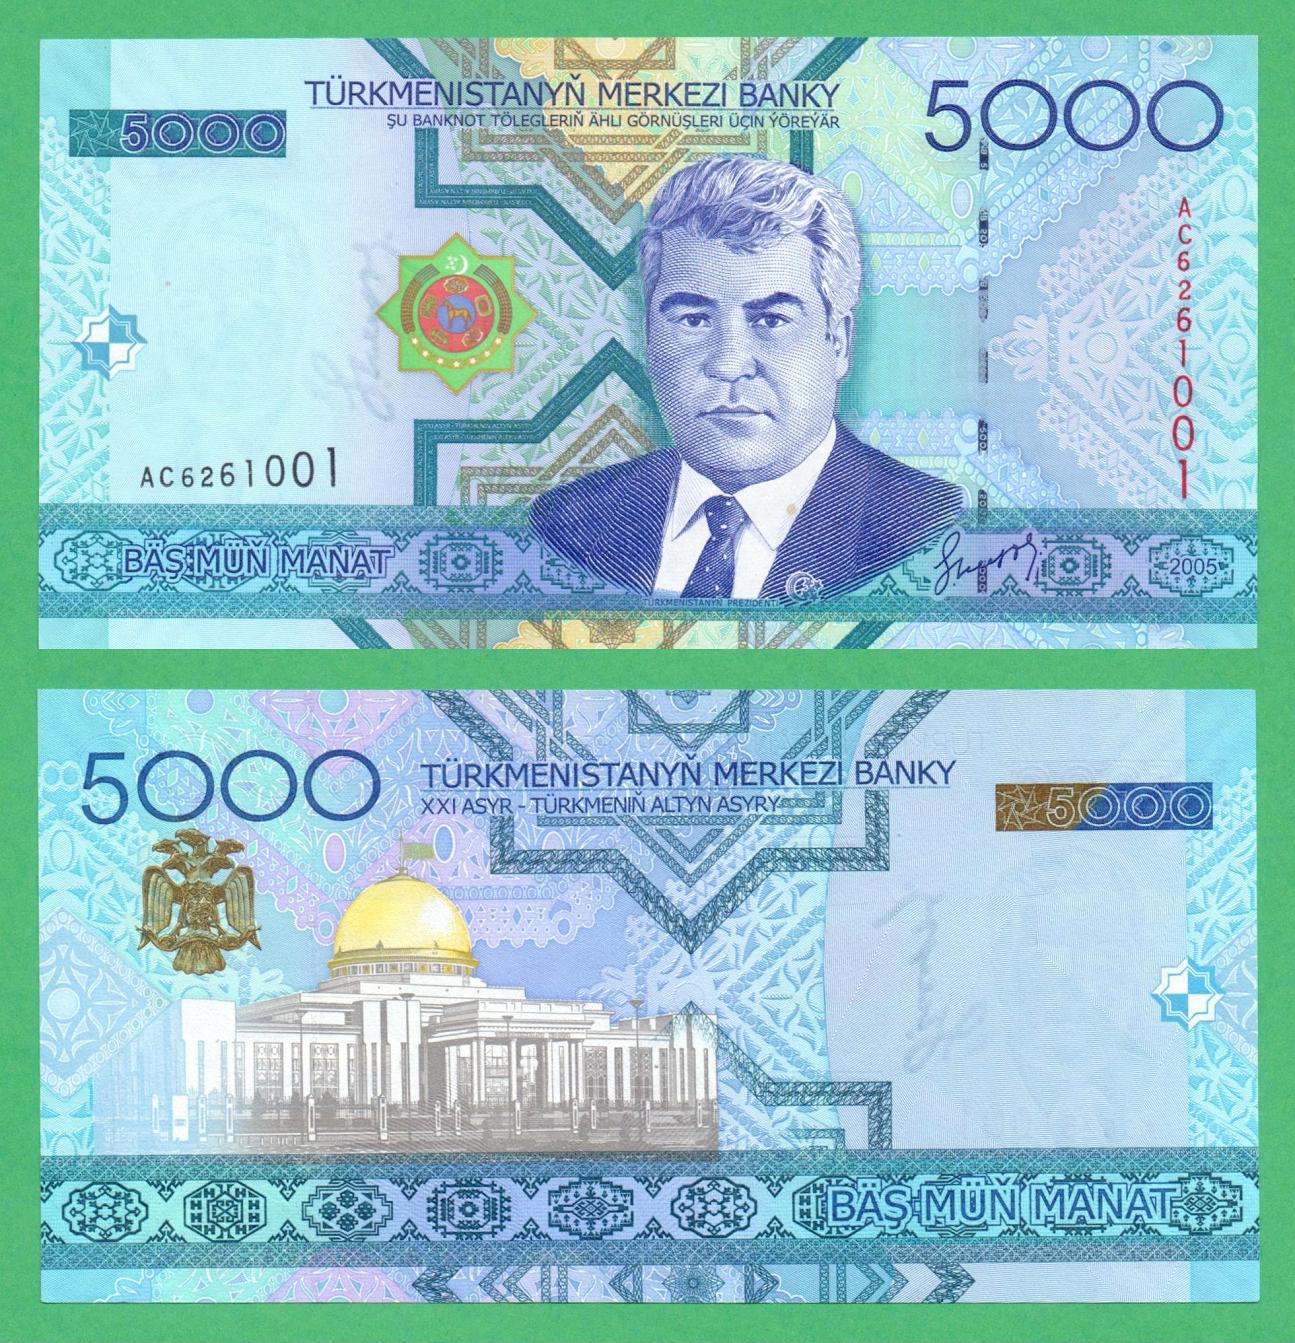 TÜRKMENISTANYŇ MERKEZI BANKY
ŞU BANKNOT TÖLEGLERIŇ ÄHLI GÖRNÜŞLERI ÜÇIN ÝÖREÝÄR
5000
5000
AC6261001
AC6261001
BÄŞ MÜŇ MANAT
TÜRKMENISTANYŇ PREZIDENTI
2005
5000
TÜRKMENISTANYŇ MERKEZI BANKY
XXI ASYR - TÜRKMENIŇ ALTYN ASYRY
5000
BÄŞ MÜŇ MANAT